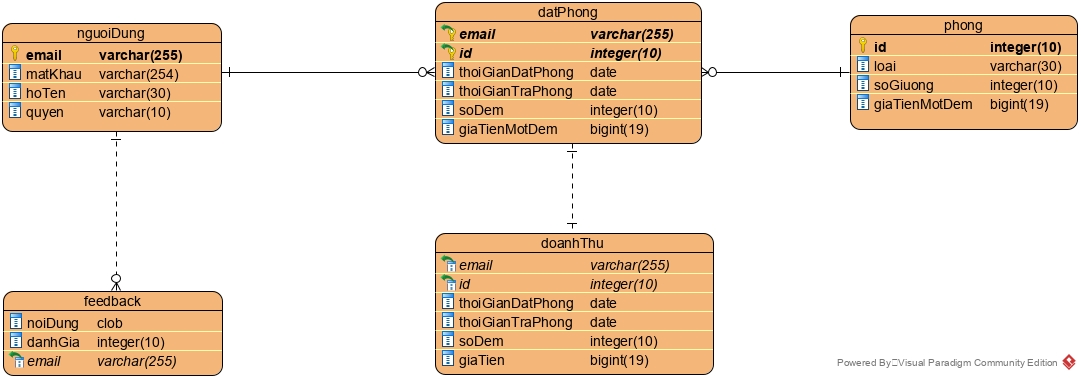 nguoiDung
email varchar(255)
matKhau varchar(254)
hoTen varchar(30)
quyen varchar(10)
datPhong
email varchar(255)
id integer(10)
thoiGianDatPhong date
thoiGianTraPhong date
soDem integer(10)
giaTienMotDem bigint(19)
phong
id integer(10)
loai varchar(30)
soGiuong integer(10)
giaTienMotDem bigint(19)
feedback
noiDung clob
danhGia integer(10)
email varchar(255)
doanhThu
email varchar(255)
id integer(10)
thoiGianDatPhong date
thoiGianTraPhong date
soDem integer(10)
giaTien bigint(19)
Powered By Visual Paradigm Community Edition